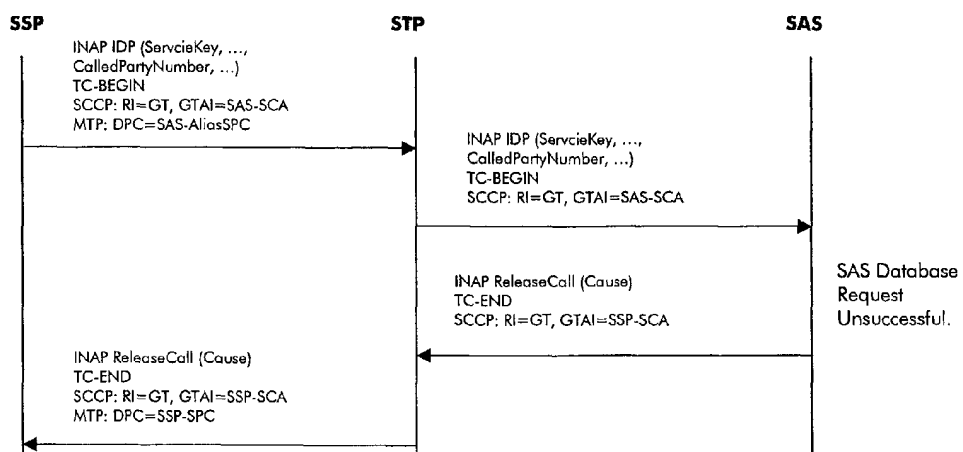 SSP
STP
SAS
INAP IDP (ServcieKey, ...,
CalledPartyNumber, ...)
TC-BEGIN
SCCP: RI=GT, GTAI=SAS-SCA
MTP: DPC=SAS-AliasSPC
INAP IDP (ServcieKey, ...,
CalledPartyNumber, ...)
TC-BEGIN
SCCP: RI=GT, GTAI=SAS-SCA
SAS Database
Request
Unsuccessful.
INAP ReleaseCall (Cause)
TC-END
SCCP: RI=GT, GTAI=SSP-SCA
INAP ReleaseCall (Cause)
TC-END
SCCP: RI=GT, GTAI=SSP-SCA
MTP: DPC=SSP-SPC